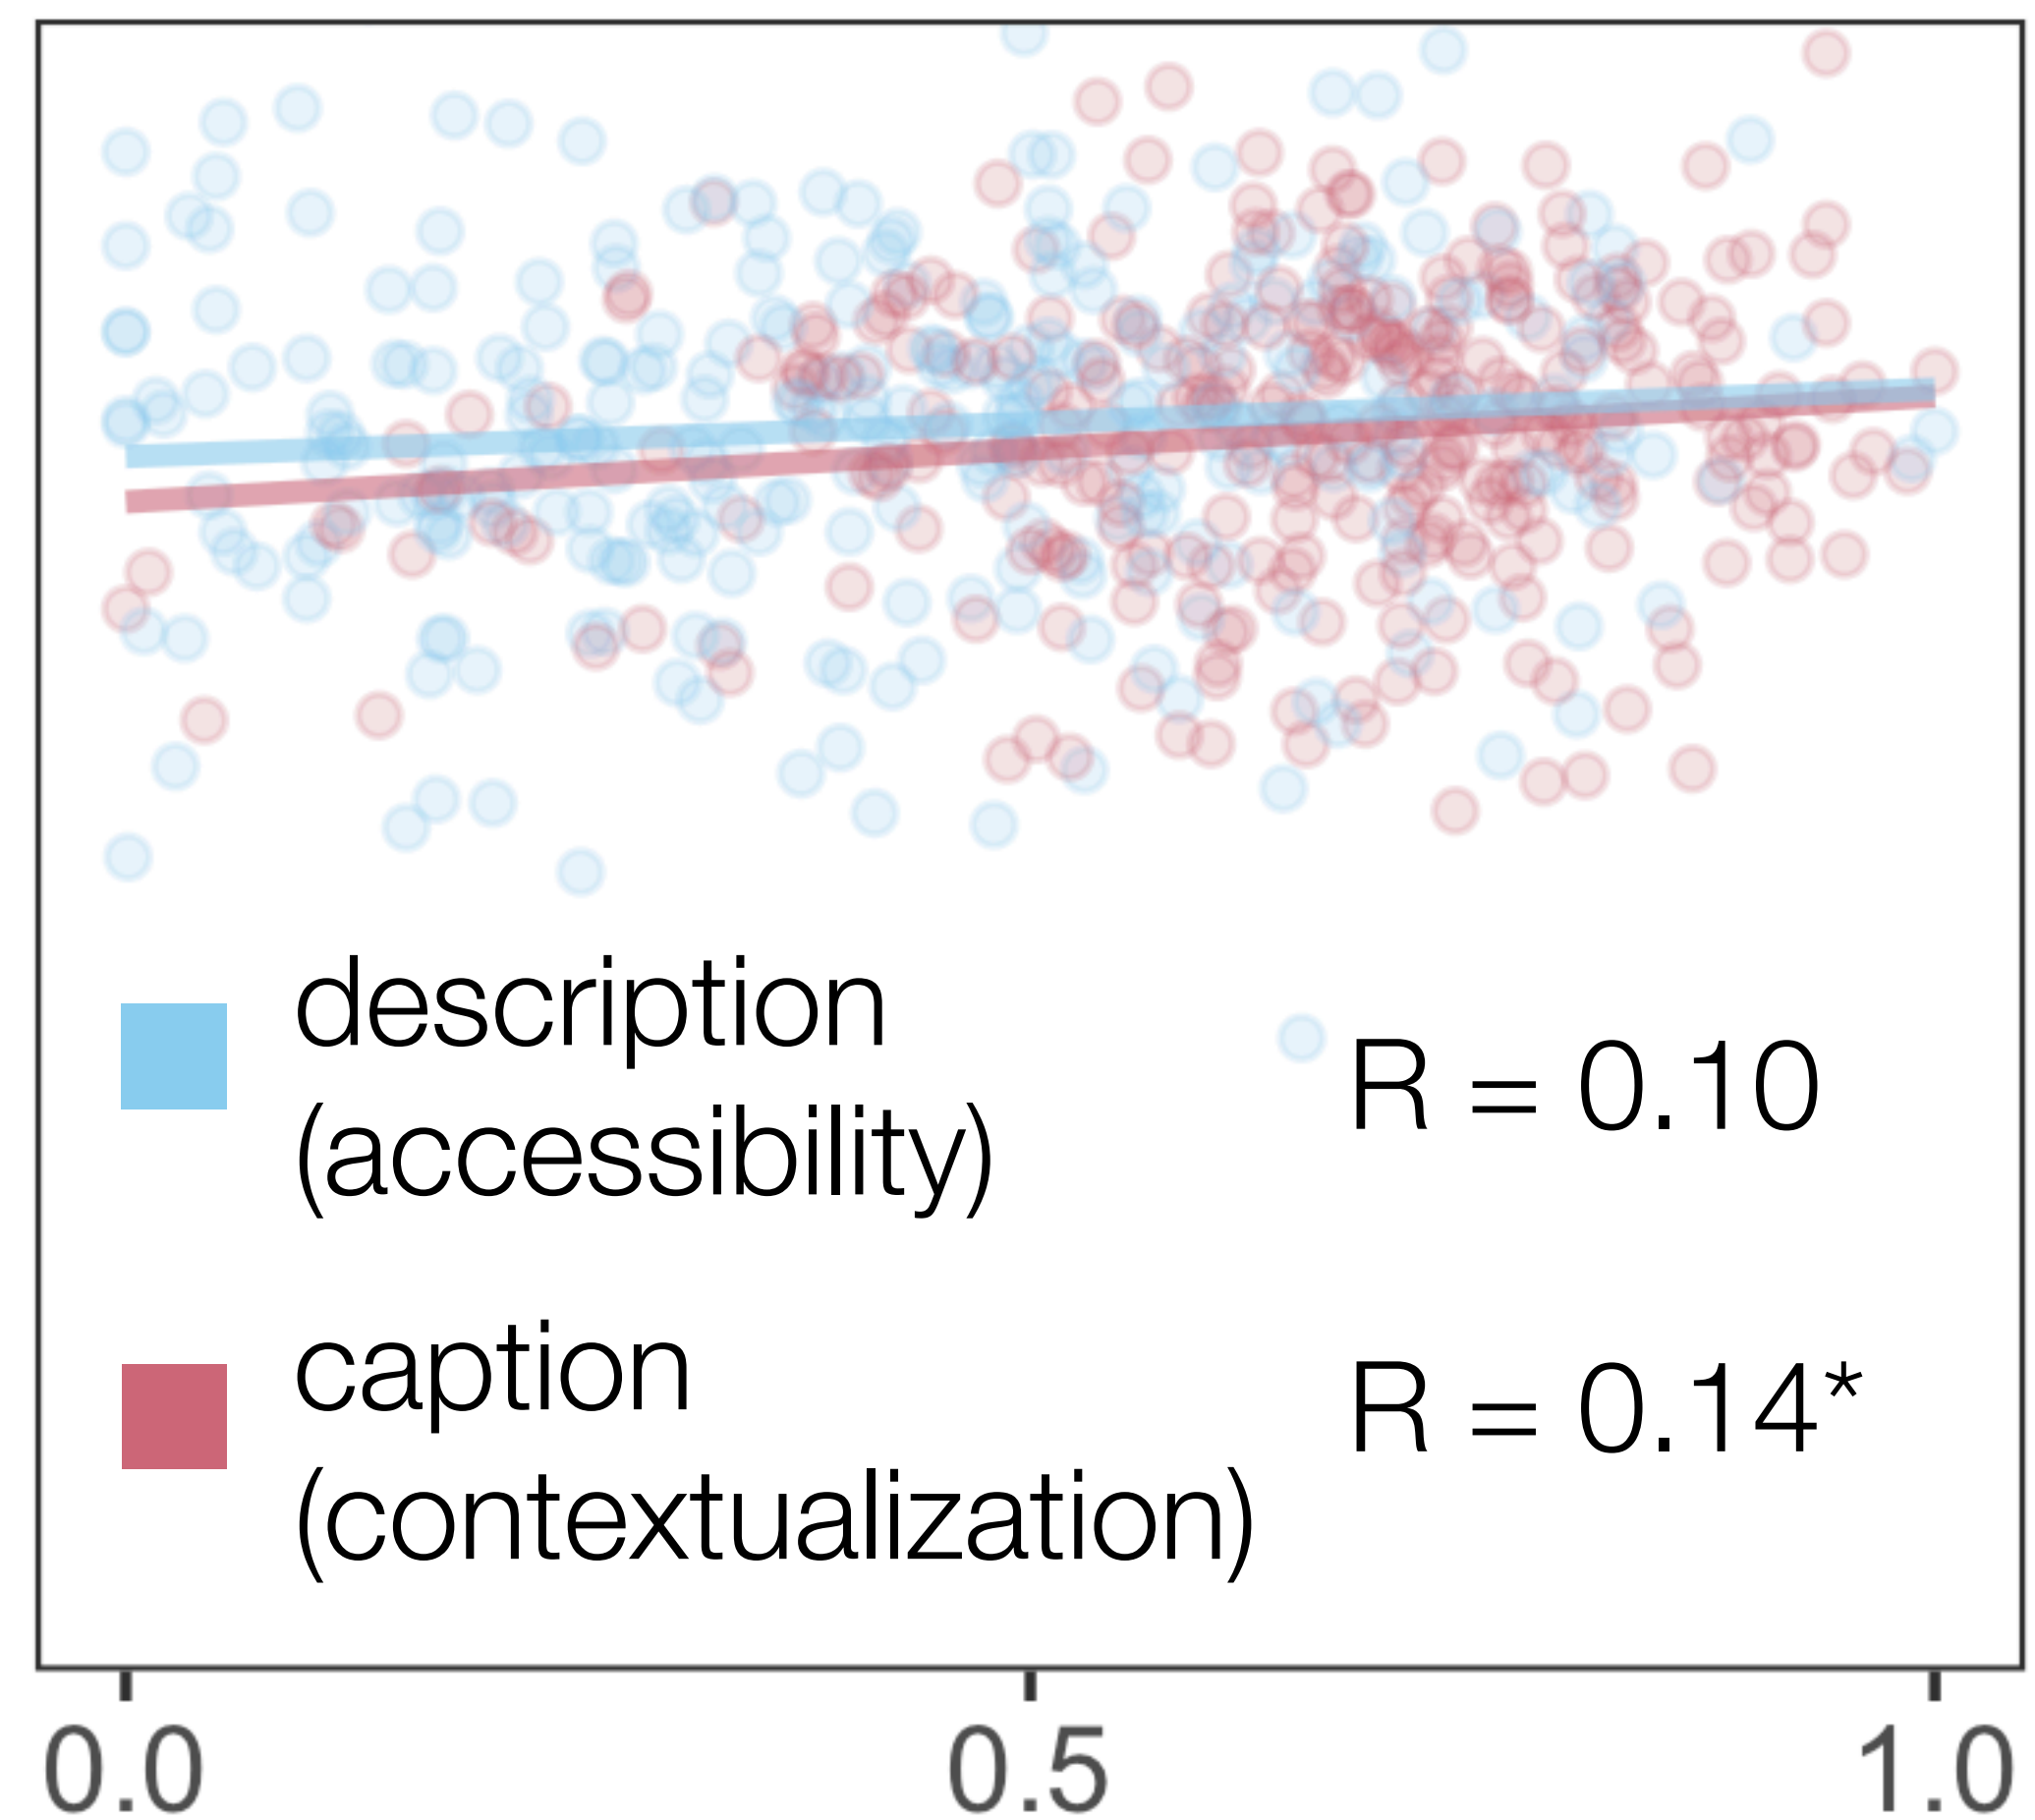 description
(accessibility)
R = 0.10
caption
(contextualization)
R = 0.14*
0.0
0.5
1.0